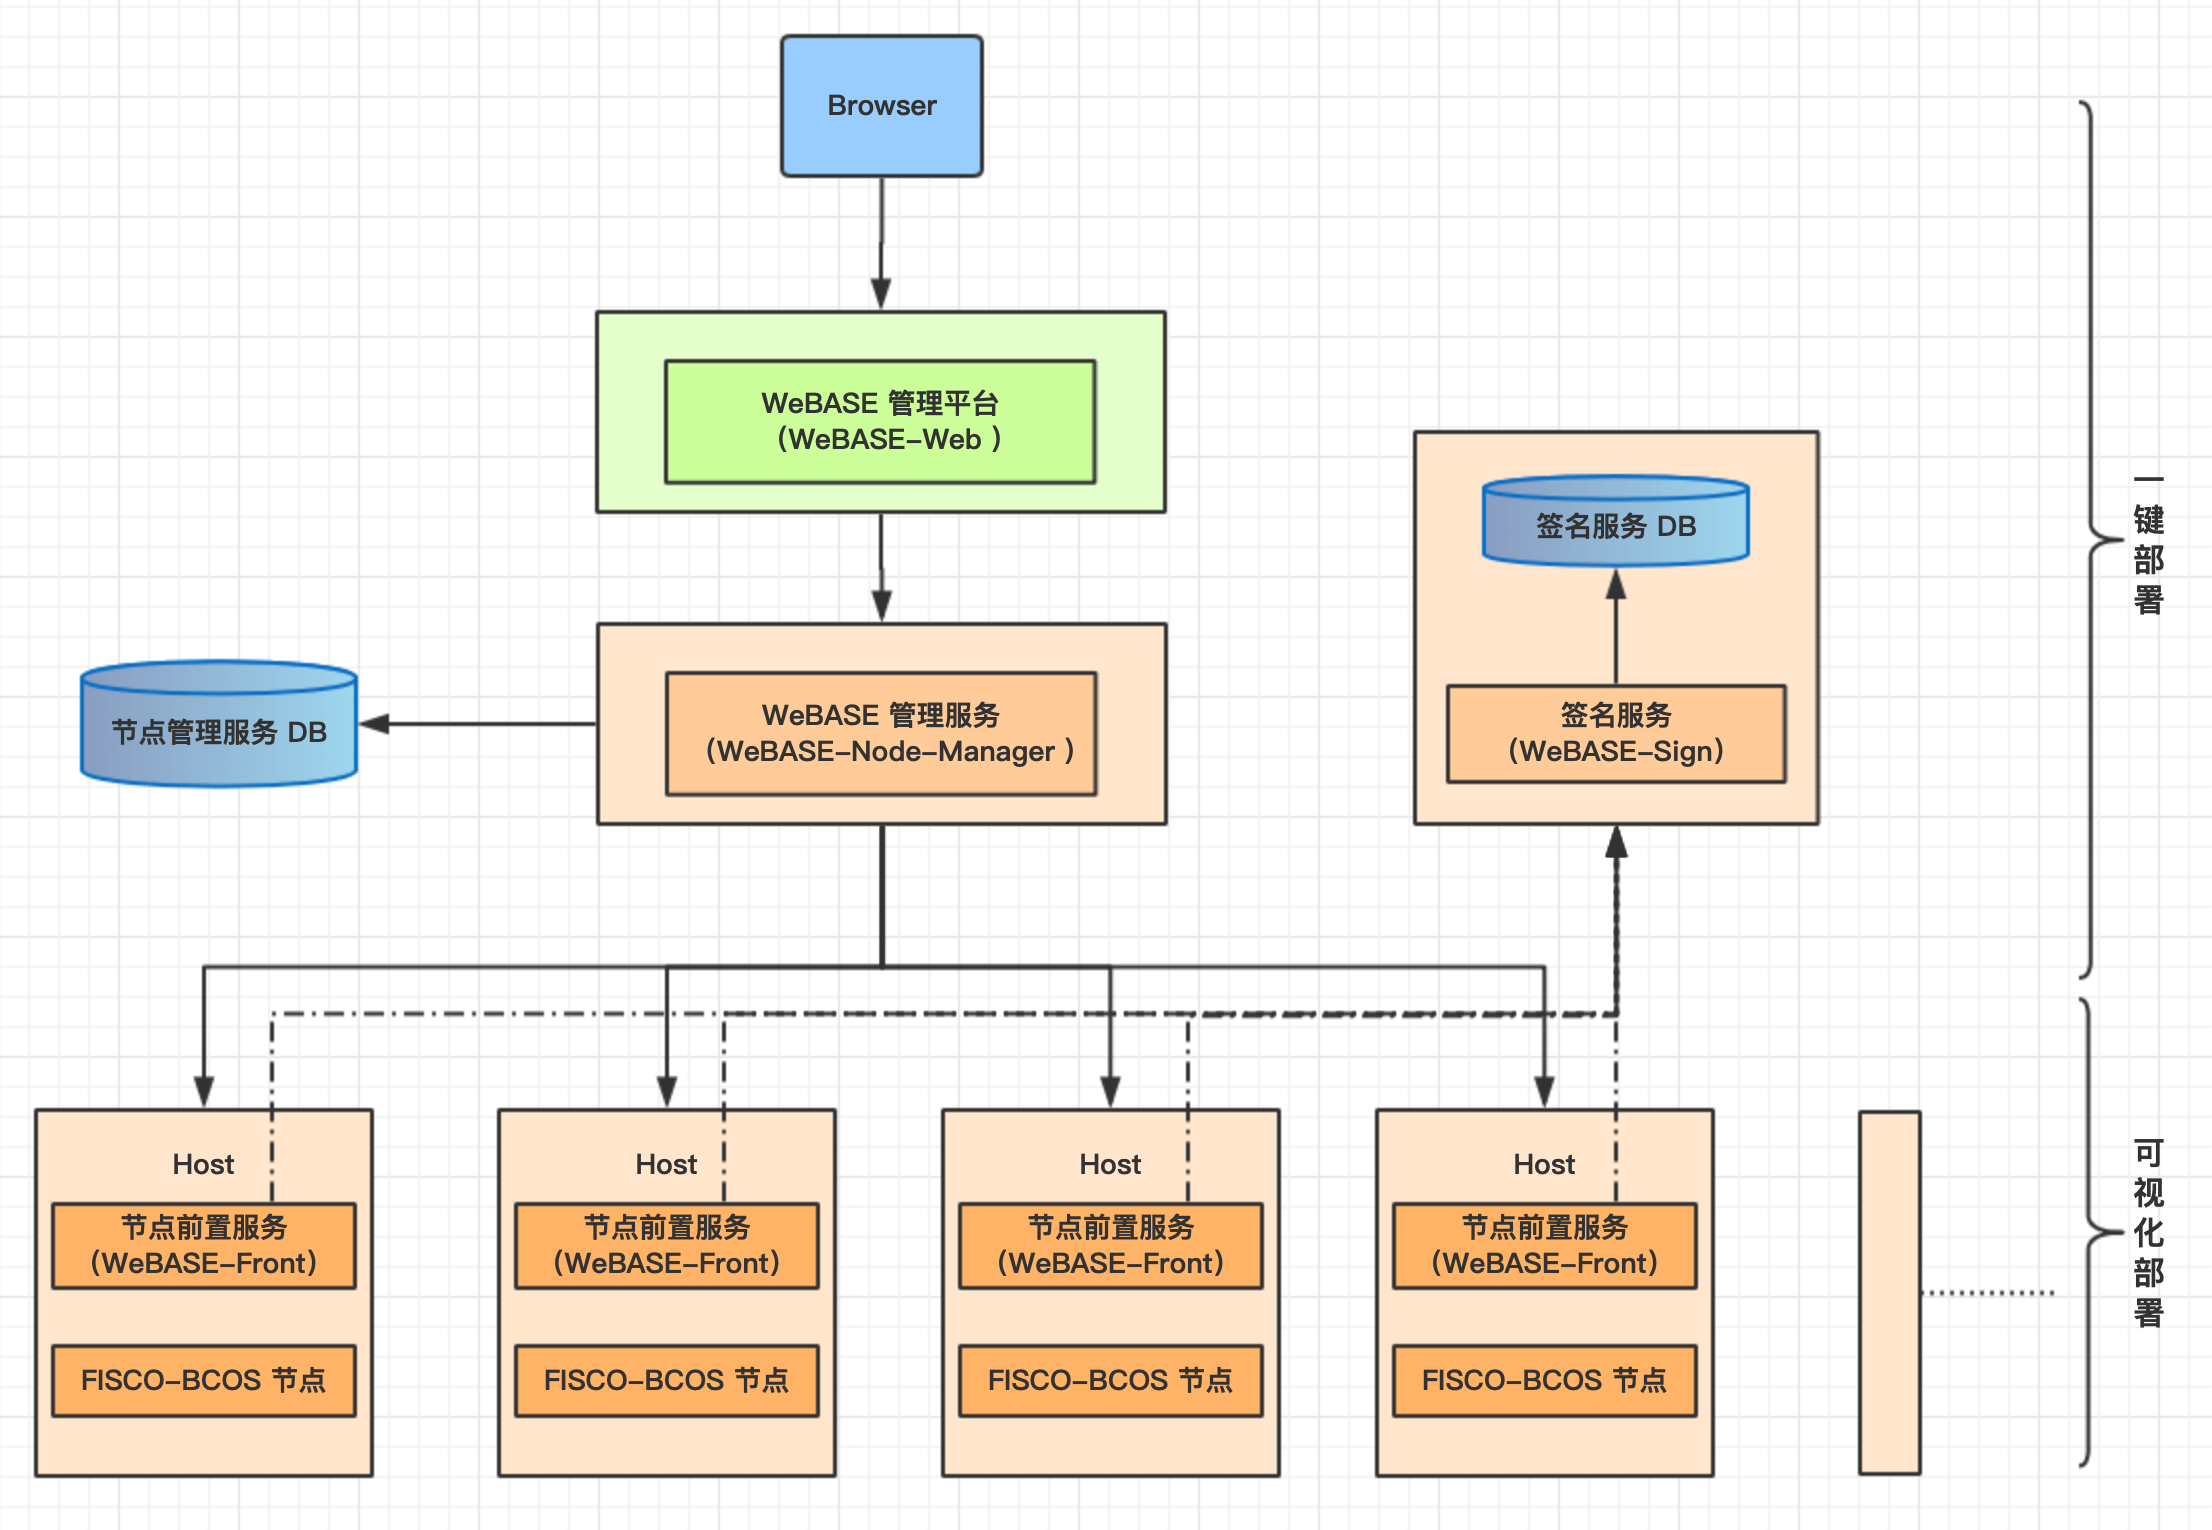 Browser
WeBASE 管理平台
（WeBASE-Web ）
签名服务 DB
一键部署
节点管理服务 DB
WeBASE 管理服务
（WeBASE-Node-Manager ）
签名服务
（WeBASE-Sign）
Host
节点前置服务
（WeBASE-Front）
FISCO-BCOS 节点
Host
节点前置服务
（WeBASE-Front）
FISCO-BCOS 节点
Host
节点前置服务
（WeBASE-Front）
FISCO-BCOS 节点
Host
节点前置服务
（WeBASE-Front）
FISCO-BCOS 节点
可视化部署